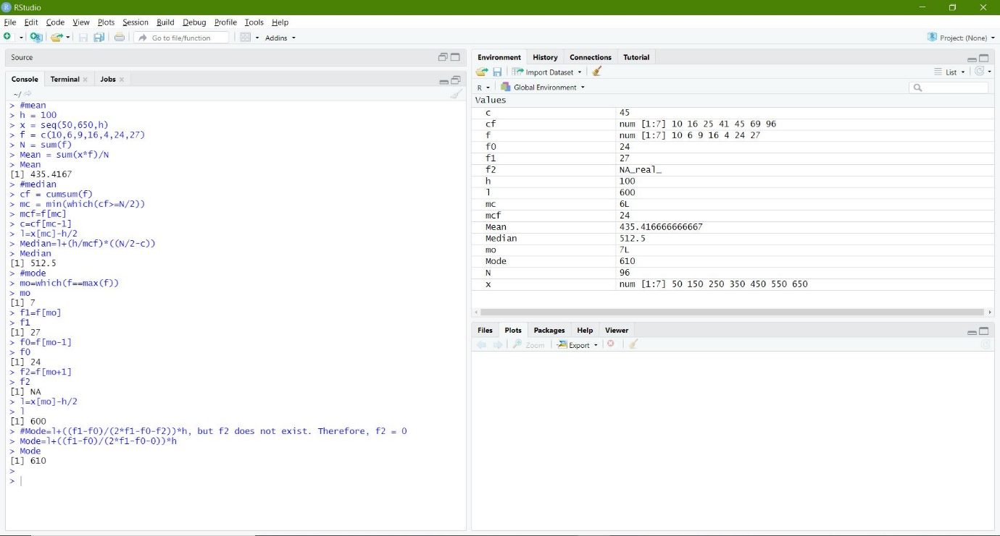 RStudio
File Edit Code View Plots Session Build Debug Profile Tools Help
Go to file/function Addins Project: (None)
Source
Console Terminal Jobs
~/
> #mean
> h = 100
> x = seq(50,650,h)
> f = c(10,6,9,16,4,24,27)
> N = sum(f)
> Mean = sum(x*f)/N
> Mean
[1] 435.4167
> #median
> cf = cumsum(f)
> mc = min(which(cf>=N/2))
> mcf=f[mc]
> c=cf[mc-1]
> l=x[mc]-h/2
> Median=l+(h/mcf)*((N/2-c))
> Median
[1] 512.5
> #mode
> mo=which(f==max(f))
> mo
[1] 7
> f1=f[mo]
> f1
[1] 27
> f0=f[mo-1]
> f0
[1] 24
> f2=f[mo+1]
> f2
[1] NA
> l=x[mo]-h/2
> l
[1] 600
> #Mode=l+((f1-f0)/(2*f1-f0-f2))*h, but f2 does not exist. Therefore, f2 = 0
> Mode=l+((f1-f0)/(2*f1-f0-0))*h
> Mode
[1] 610
>
>
Environment History Connections Tutorial
Import Dataset List
R Global Environment
Values
c 45
cf num [1:7] 10 16 25 41 45 69 96
f num [1:7] 10 6 9 16 4 24 27
f0 24
f1 27
f2 NA_real_
h 100
l 600
mc 6L
mcf 24
Mean 435.416666666667
Median 512.5
mo 7L
Mode 610
N 96
x num [1:7] 50 150 250 350 450 550 650
Files Plots Packages Help Viewer
Zoom Export